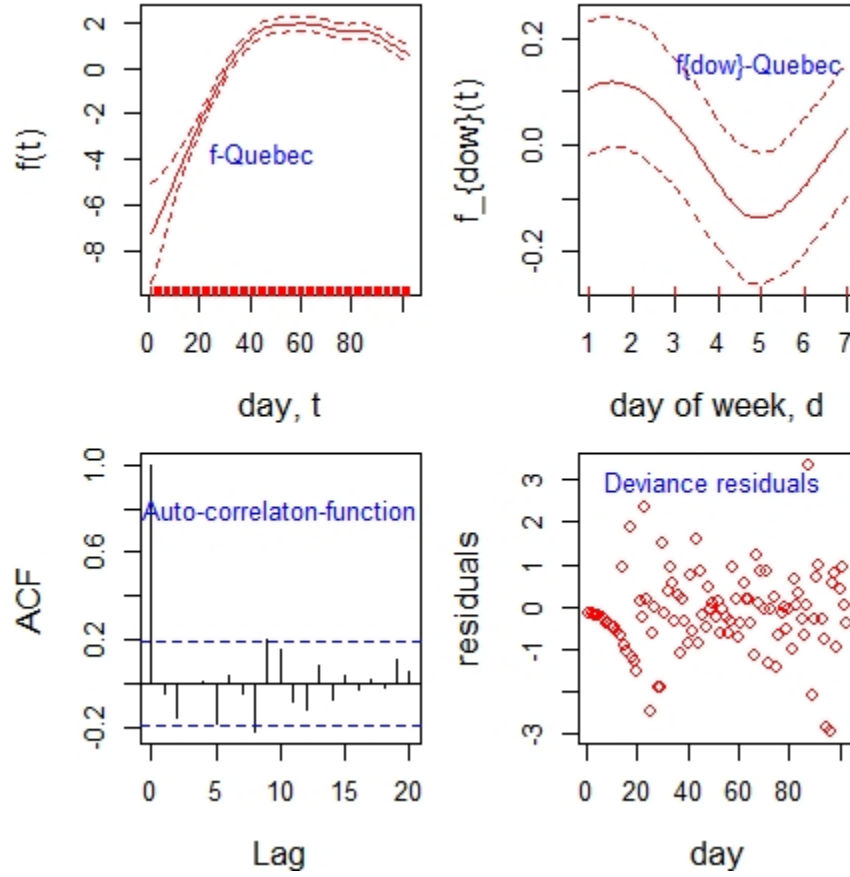 f(t)
2
0
-2
-4
-6
-8
f-Quebec
0 20 40 60 80
day, t
f_{dow}(t)
0.2
0.0
-0.2
f{dow}-Quebec
1 2 3 4 5 6 7
day of week, d
ACF
1.0
0.6
0.2
-0.2
Auto-correlaton-function
0 5 10 15 20
Lag
residuals
3
2
1
0
-1
-3
Deviance residuals
0 20 40 60 80
day